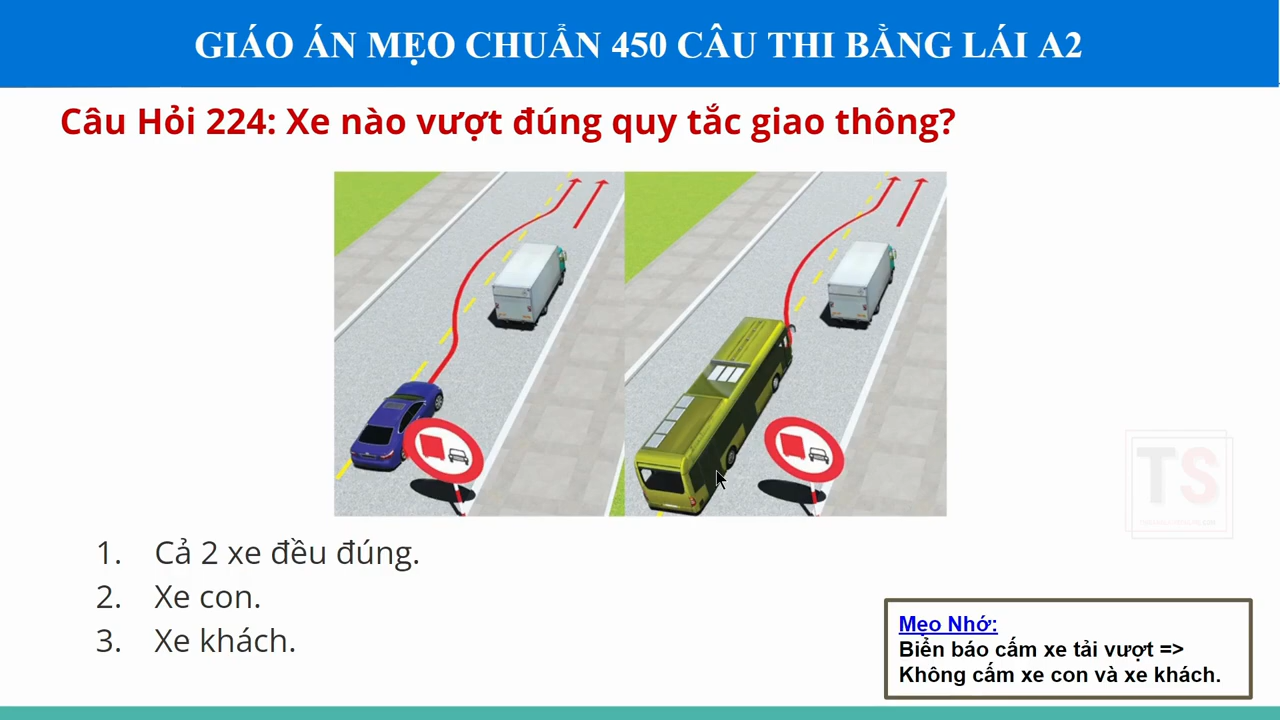 GIÁO ÁN MẸO CHUẨN 450 CÂU THI BẰNG LÁI A2
Câu Hỏi 224: Xe nào vượt đúng quy tắc giao thông?
TS
1. Cả 2 xe đều đúng.
2. Xe con.
3. Xe khách.
Mẹo Nhớ:
Biển báo cấm xe tải vượt =>
Không cấm xe con và xe khách.